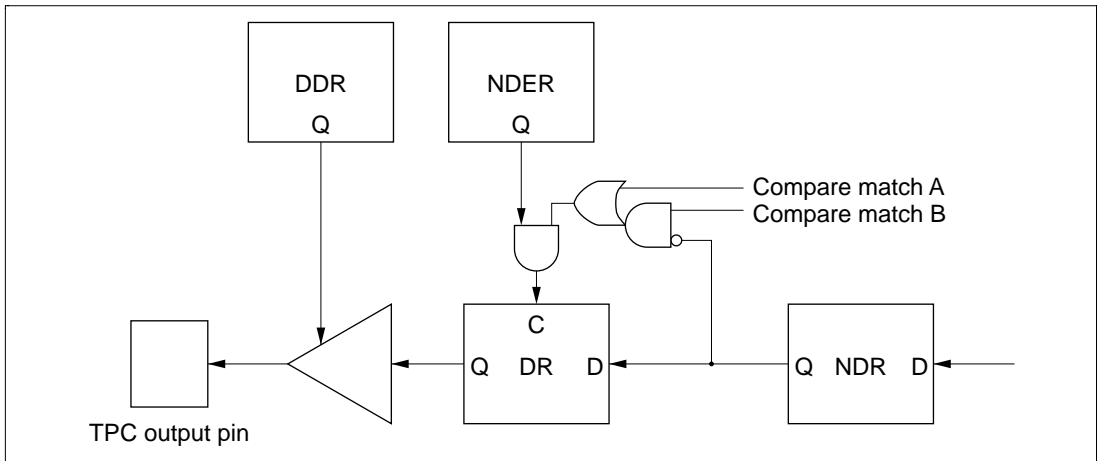 DDR
Q
NDER
Q
Compare match A
Compare match B
C
Q DR D
Q NDR D
TPC output pin